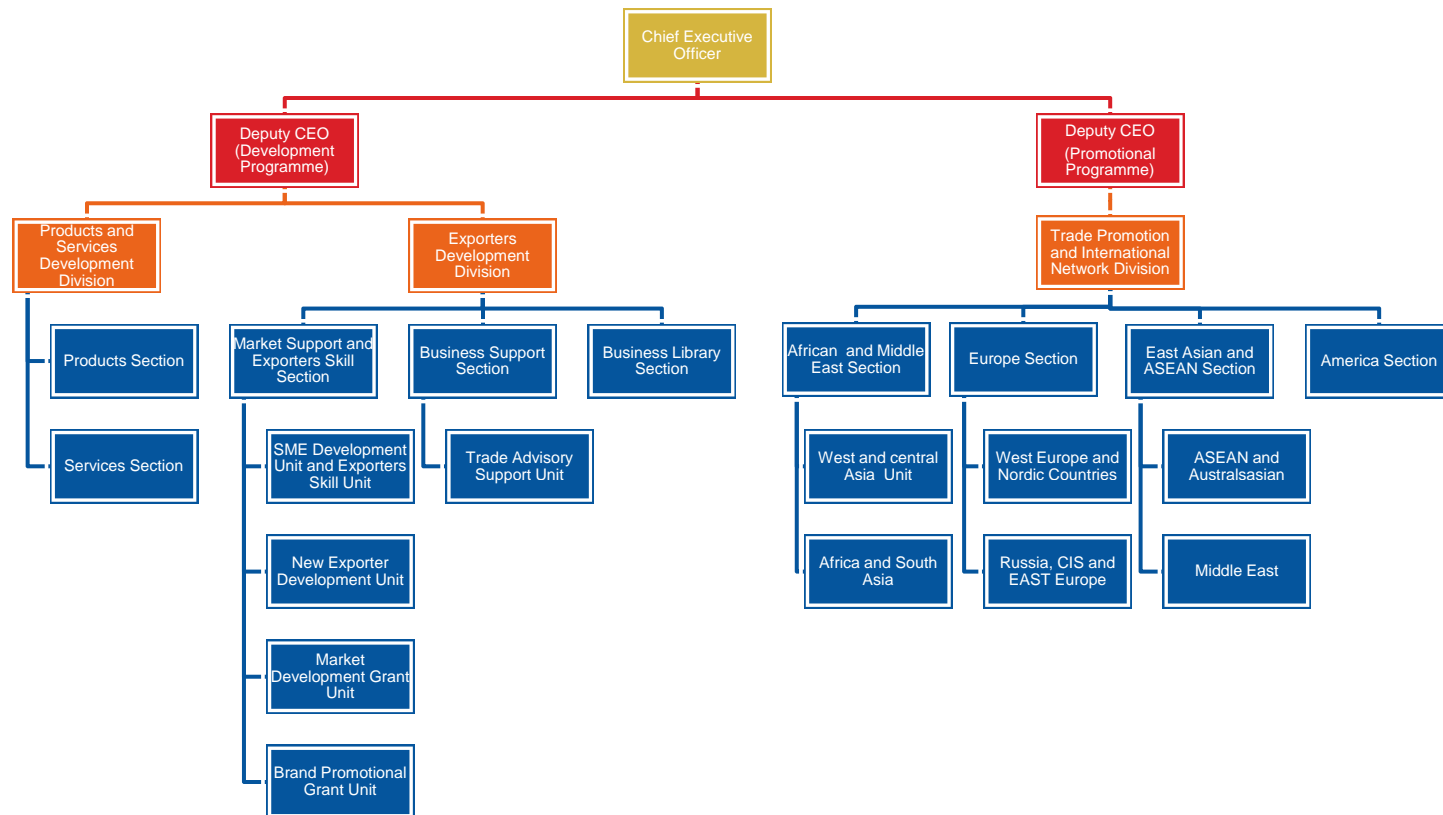 Chief Executive
Officer
Deputy CEO
(Development
Programme)
Deputy CEO
(Promotional
Programme)
Products and
Services
Development
Division
Exporters
Development
Division
Trade Promotion
and International
Network Division
Products Section
Market Support and
Exporters Skill
Section
Business Support
Section
Business Library
Section
African and Middle
East Section
Europe Section
East Asian and
ASEAN Section
America Section
Services Section
SME Development
Unit and Exporters
Skill Unit
Trade Advisory
Support Unit
West and central
Asia Unit
West Europe and
Nordic Countries
ASEAN and
Australsasian
New Exporter
Development Unit
Africa and South
Asia
Russia, CIS and
EAST Europe
Middle East
Market
Development Grant
Unit
Brand Promotional
Grant Unit